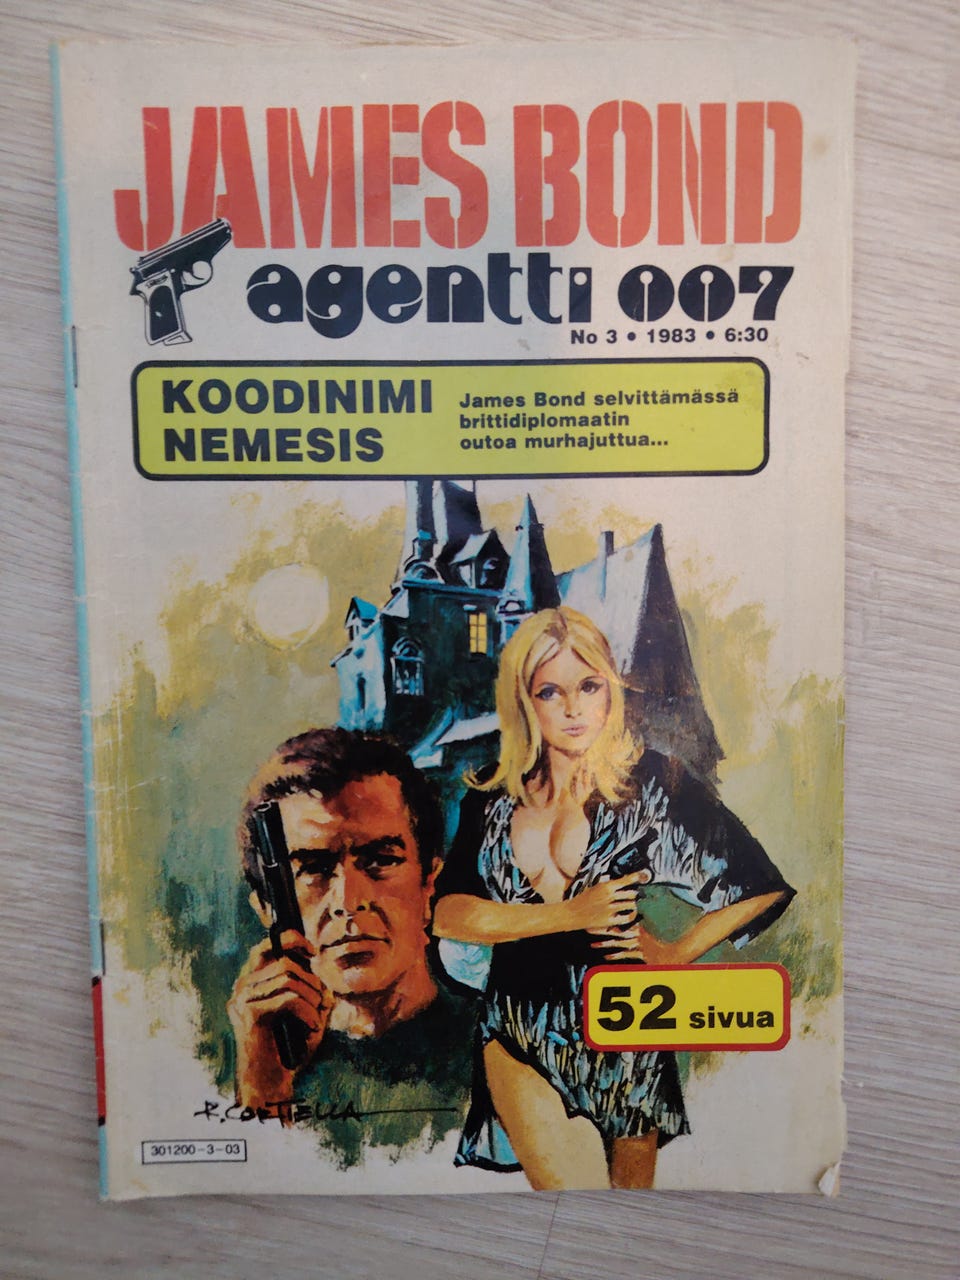 JAMES BOND
agentti 007
No 3 • 1983 • 6:30
KOODINIMI
NEMESIS
James Bond selvittämässä
brittidiplomaatin
outoa murhajuttua...
52 sivua
R. CORTIELLA
301200-3-03